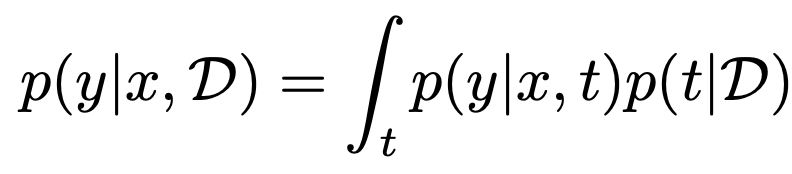 p(y|x, 𝒟) = ∫_t p(y|x, t)p(t|𝒟)